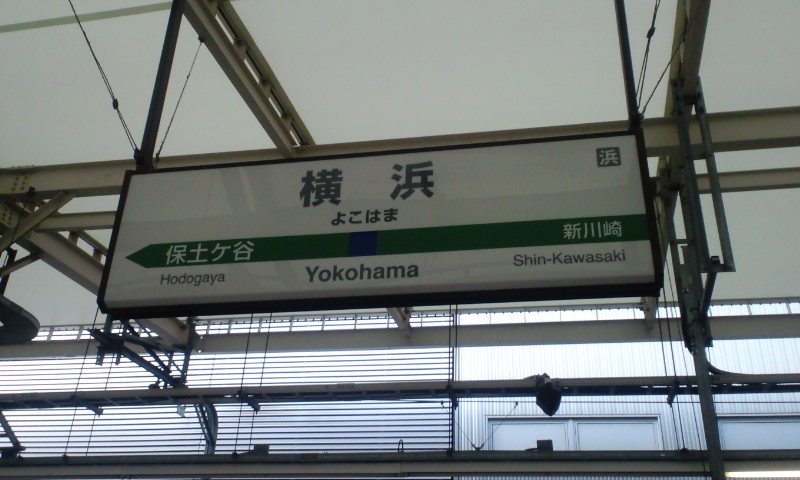 横浜
浜
よこはま
保土ケ谷
新川崎
Hodogaya
Yokohama
Shin-Kawasaki